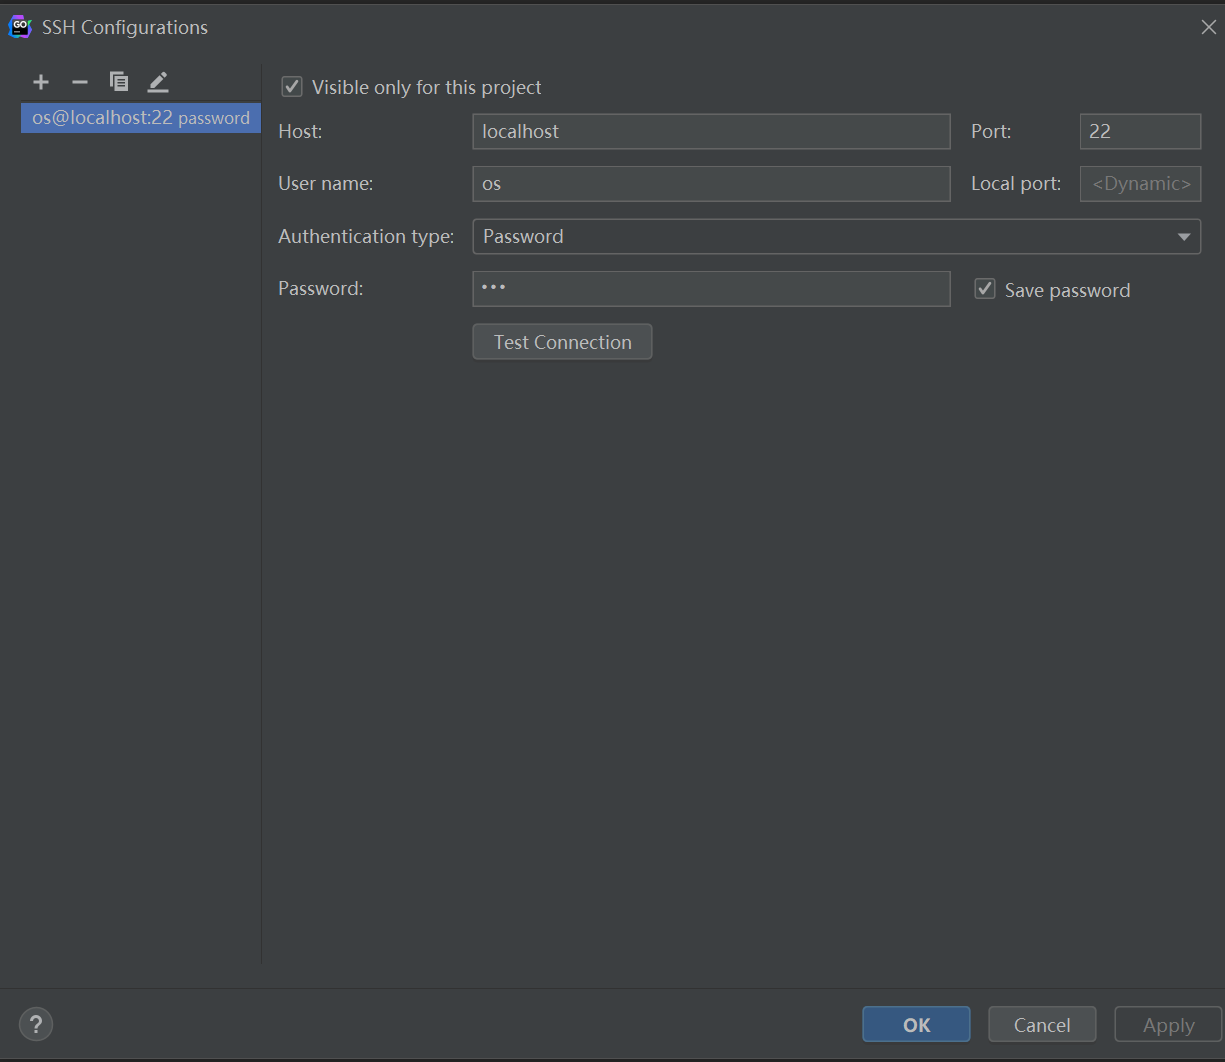 SSH Configurations
os@localhost:22 password
Visible only for this project
Host: localhost Port: 22
User name: os Local port: <Dynamic>
Authentication type: Password
Password: ••• Save password
Test Connection
? OK Cancel Apply